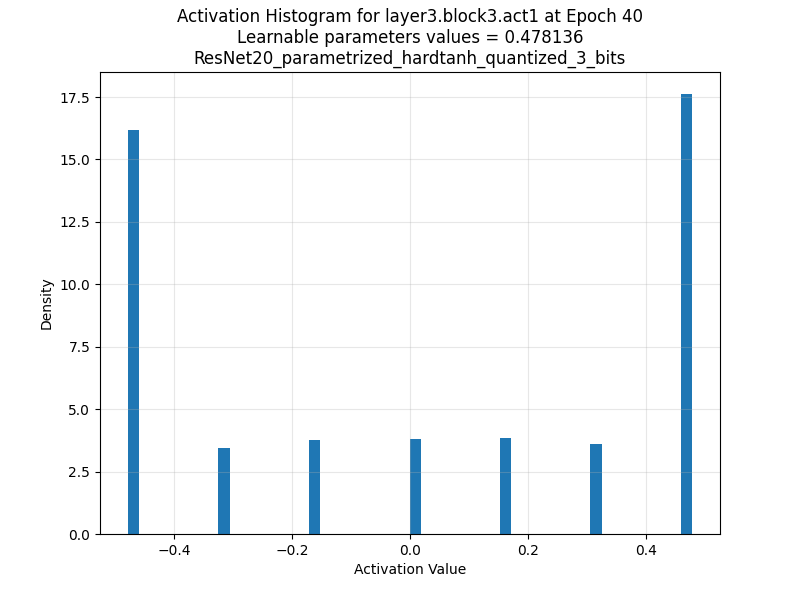 Activation Histogram for layer3.block3.act1 at Epoch 40
Learnable parameters values = 0.478136
ResNet20_parametrized_hardtanh_quantized_3_bits
17.5
15.0
12.5
10.0
7.5
5.0
2.5
0.0
Density
−0.4 −0.2 0.0 0.2 0.4
Activation Value